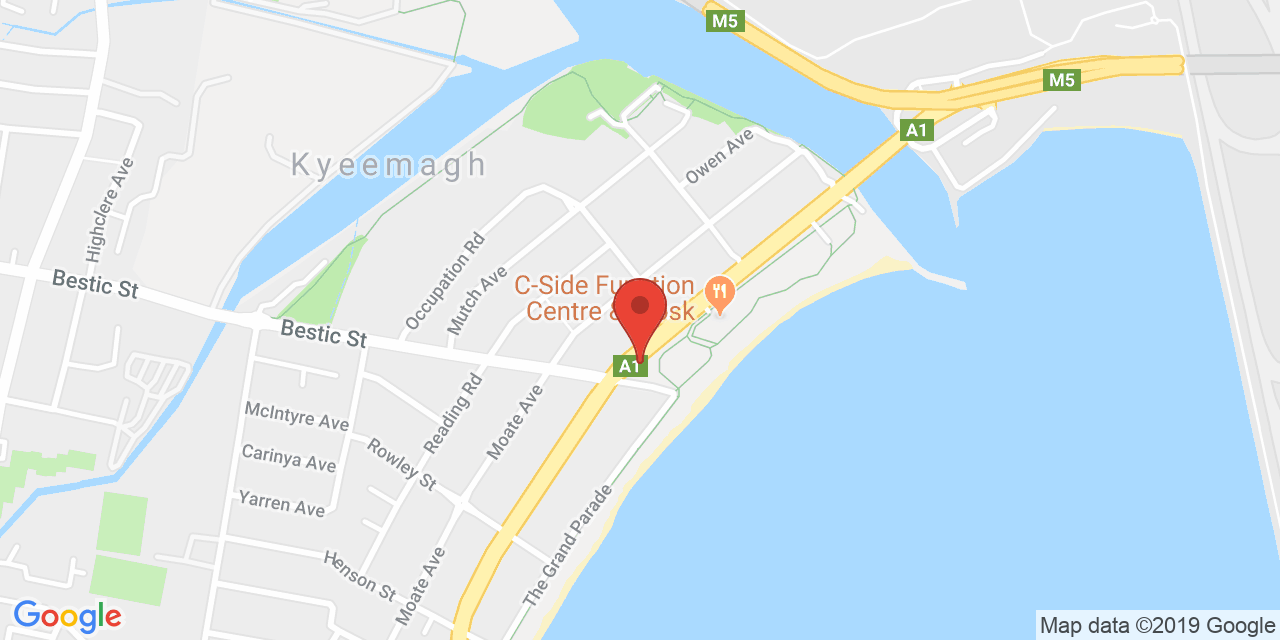 M5
M5
A1
Kyeemagh
Owen Ave
Highclere Ave
Bestic St
Occupation Rd
Mutch Ave
C-Side Fun
tion
Centre &
sk
Bestic St
A1
Reading Rd
Moate Ave
McIntyre Ave
Rowley St
Carinya Ave
Yarren Ave
The Grand Parade
Henson St
Moate Ave
Google
Map data ©2019 Google